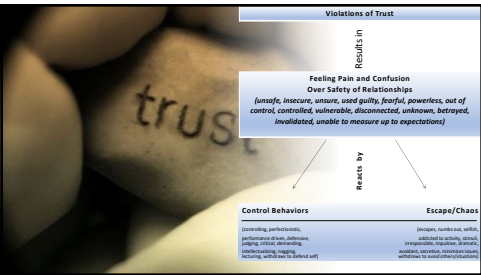 Violations of Trust
Results in
trust
Feeling Pain and Confusion
Over Safety of Relationships
(unsafe, insecure, unsure, used guilty, fearful, powerless, out of
control, controlled, vulnerable, disconnected, unknown, betrayed,
invalidated, unable to measure up to expectations)
Reacts by
Control Behaviors
(controlling, perfectionistic,
performance driven, defensive,
judging, critical, demanding,
intellectualizing, nagging,
lecturing, withdraws to defend self)
Escape/Chaos
(escapes, numbs out, selfish,
addicted to activity, stimuli,
irresponsible, impulsive, dramatic,
avoidant, secretive, minimizes issues,
withdraws to avoid others/situations)